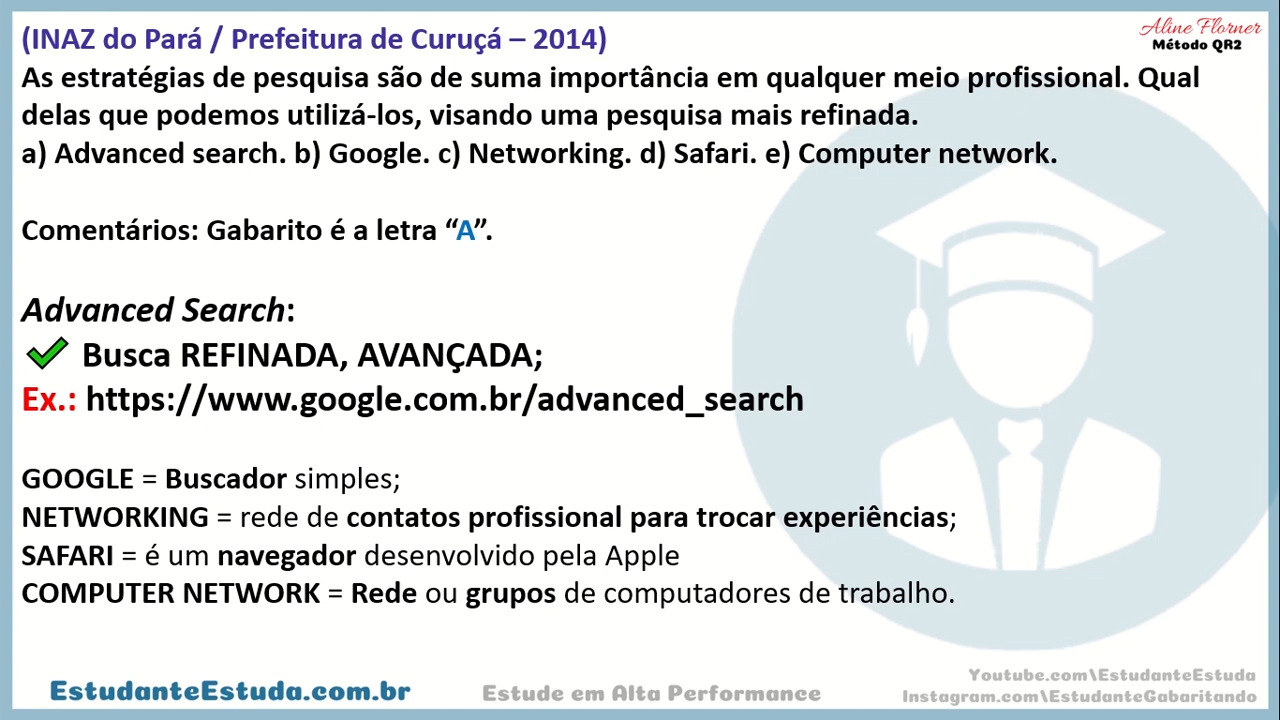 (INAZ do Pará / Prefeitura de Curuçá – 2014)
Aline Florner
Método QR2
As estratégias de pesquisa são de suma importância em qualquer meio profissional. Qual
delas que podemos utilizá-los, visando uma pesquisa mais refinada.
a) Advanced search. b) Google. c) Networking. d) Safari. e) Computer network.
Comentários: Gabarito é a letra “A”.
Advanced Search:
Busca REFINADA, AVANÇADA;
Ex.: https://www.google.com.br/advanced_search
GOOGLE = Buscador simples;
NETWORKING = rede de contatos profissional para trocar experiências;
SAFARI = é um navegador desenvolvido pela Apple
COMPUTER NETWORK = Rede ou grupos de computadores de trabalho.
EstudanteEstuda.com.br
Estude em Alta Performance
Youtube.com\EstudanteEstuda
Instagram.com\EstudanteGabaritando